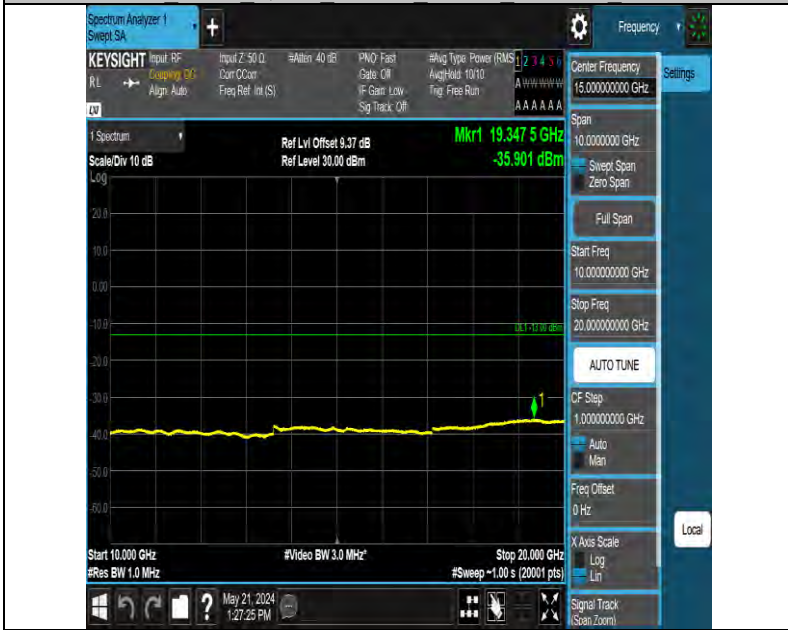 Spectrum Analyzer 1
Swept SA
+
Frequency
KEYSIGHT
RL
Input: RF
Coupling: DC
Align: Auto
Input Z: 50 Ω
Corr CCorr
Freq Ref: Int (S)
#Atten: 40 dB
PNO: Fast
Gate: Off
IF Gain: Low
Sig Track: Off
#Avg Type: Power (RMS
Avg|Hold: 10/10
Trig: Free Run
1 2 3 4 5 6
A W W W W W
A A A A A A
1 Spectrum
Scale/Div 10 dB
Log
Ref Lvl Offset 9.37 dB
Ref Level 30.00 dBm
Mkr1 19.347 5 GHz
-35.901 dBm
20.0
10.0
0.00
-10.0
-20.0
-30.0
-40.0
-50.0
-60.0
DL1 -13.00 dBm
1
Start 10.000 GHz
#Res BW 1.0 MHz
#Video BW 3.0 MHz*
Stop 20.000 GHz
#Sweep ~1.00 s (20001 pts)
?
May 21, 2024
1:27:25 PM
Center Frequency
15.000000000 GHz
Settings
Span
10.0000000 GHz
Swept Span
Zero Span
Full Span
Start Freq
10.000000000 GHz
Stop Freq
20.000000000 GHz
AUTO TUNE
CF Step
1.000000000 GHz
Auto
Man
Freq Offset
0 Hz
X Axis Scale
Log
Lin
Local
Signal Track
(Span Zoom)